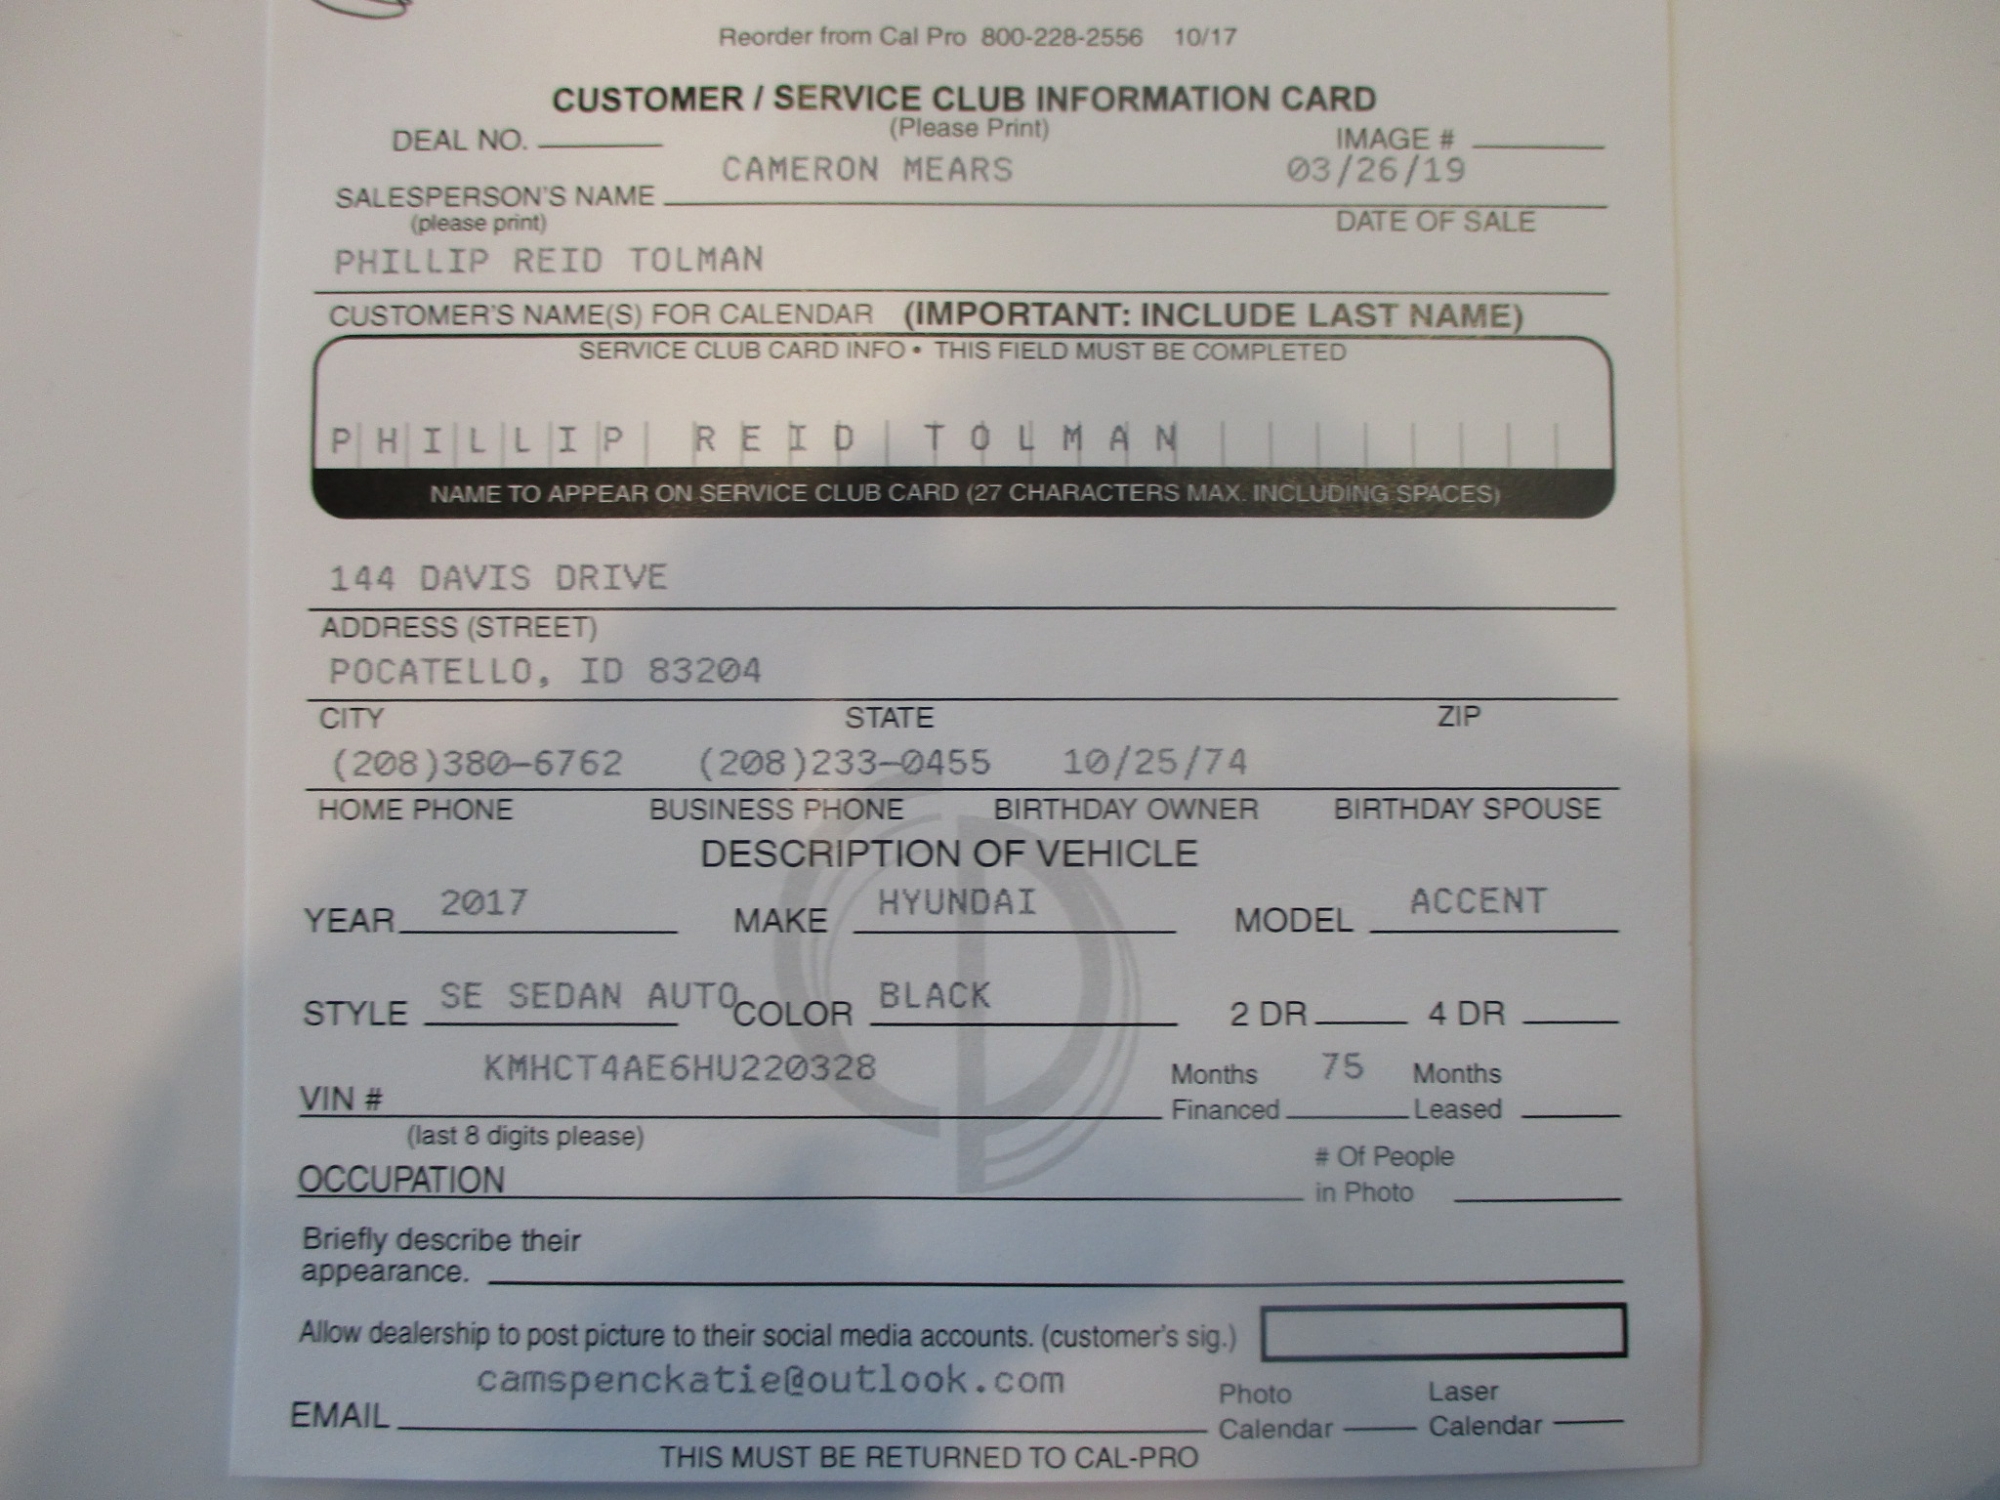 Reorder from Cal Pro 800-228-2556 10/17
CUSTOMER / SERVICE CLUB INFORMATION CARD
(Please Print)
DEAL NO. IMAGE #
CAMERON MEARS 03/26/19
SALESPERSON'S NAME
(please print) DATE OF SALE
PHILLIP REID TOLMAN
CUSTOMER'S NAME(S) FOR CALENDAR (IMPORTANT: INCLUDE LAST NAME)
SERVICE CLUB CARD INFO • THIS FIELD MUST BE COMPLETED
PHILLIP REID TOLMAN
NAME TO APPEAR ON SERVICE CLUB CARD (27 CHARACTERS MAX. INCLUDING SPACES)
144 DAVIS DRIVE
ADDRESS (STREET)
POCATELLO, ID 83204
CITY STATE ZIP
(208)380-6762 (208)233-0455 10/25/74
HOME PHONE BUSINESS PHONE BIRTHDAY OWNER BIRTHDAY SPOUSE
DESCRIPTION OF VEHICLE
YEAR 2017 MAKE HYUNDAI MODEL ACCENT
STYLE SE SEDAN AUTO COLOR BLACK 2 DR 4 DR
VIN # KMHCT4AE6HU220328 Months Financed 75 Months Leased
(last 8 digits please)
OCCUPATION # Of People in Photo
Briefly describe their
appearance.
Allow dealership to post picture to their social media accounts. (customer's sig.)
EMAIL camspenckatie@outlook.com Photo Calendar Laser Calendar
THIS MUST BE RETURNED TO CAL-PRO